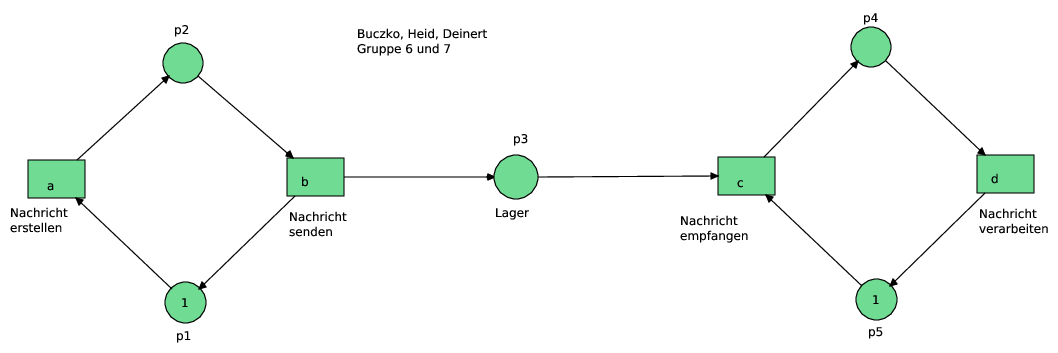 p2
Buczko, Heid, Deinert
Gruppe 6 und 7
p4
p3
a
b
c
d
Nachricht
erstellen
Nachricht
senden
Lager
Nachricht
empfangen
Nachricht
verarbeiten
1
p1
1
p5